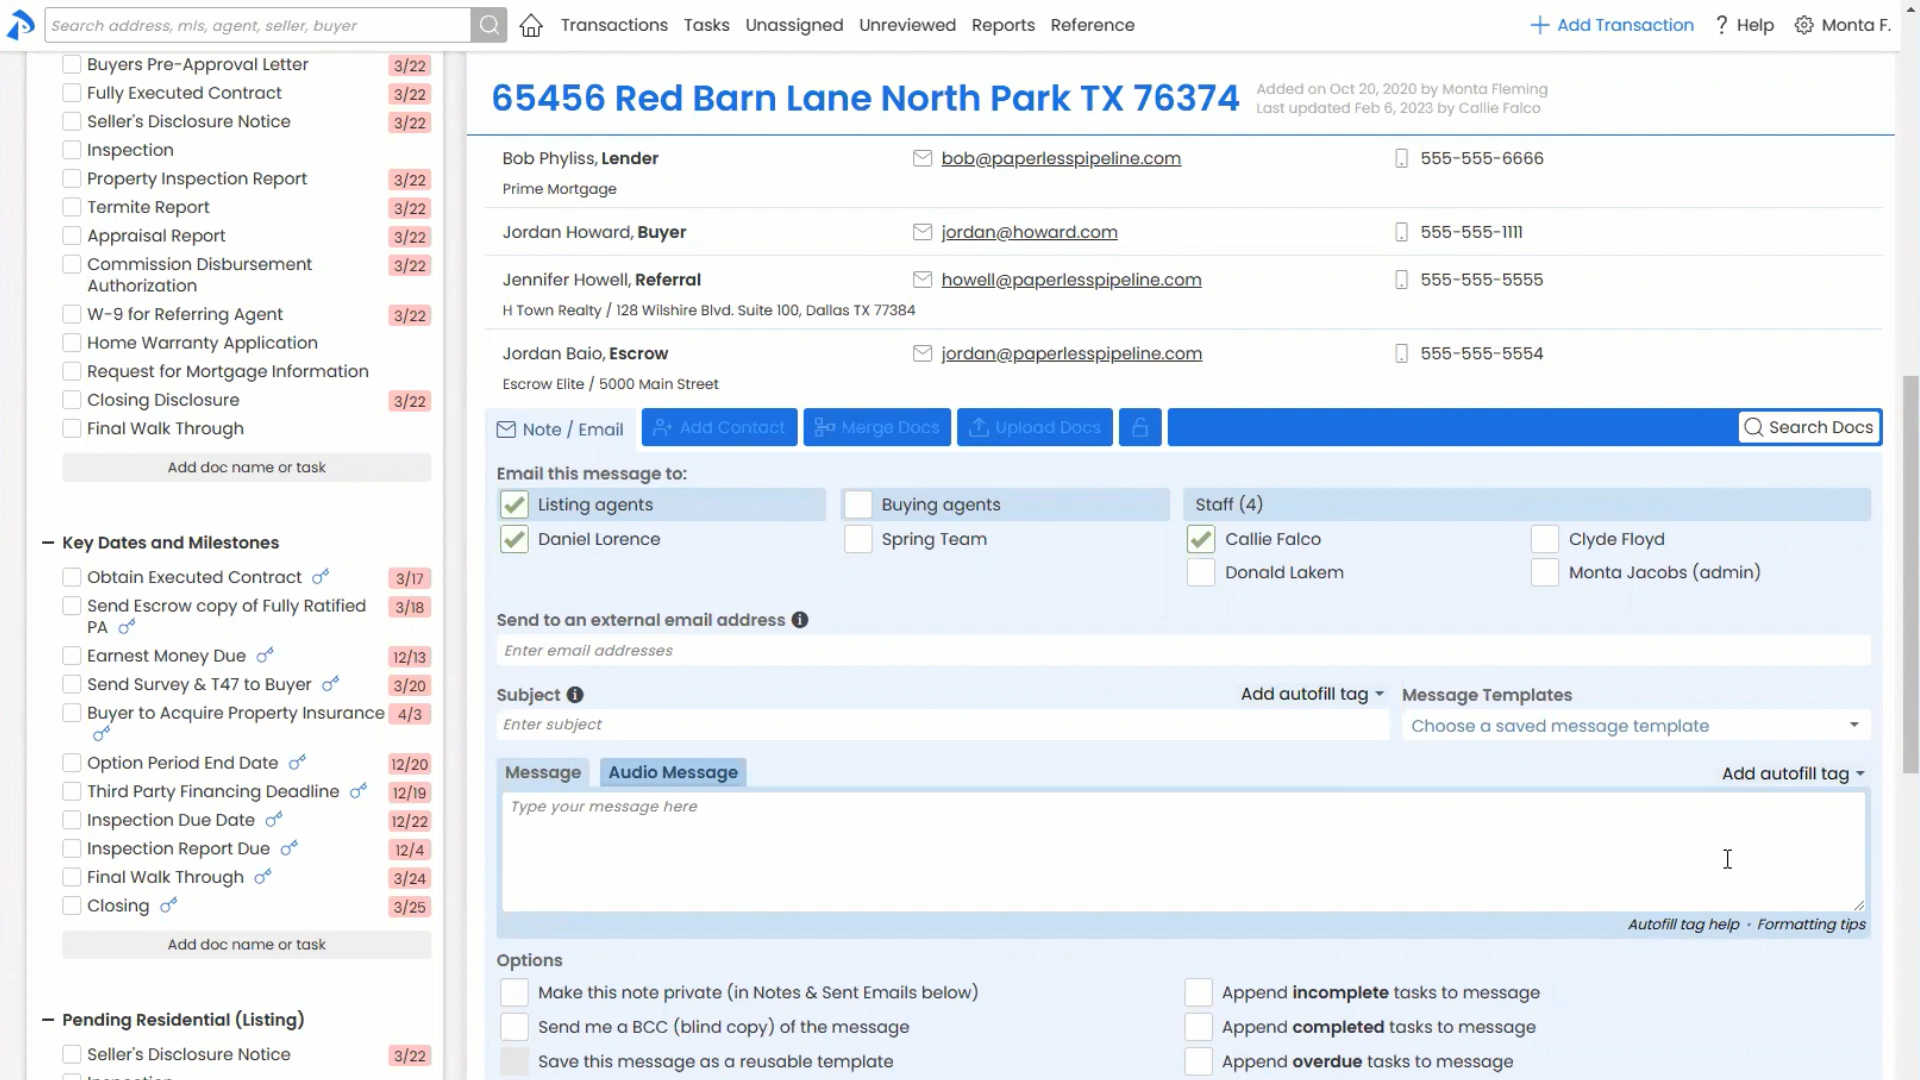 Search address, mls, agent, seller, buyer
Transactions
Tasks
Unassigned
Unreviewed
Reports
Reference
Add Transaction
? Help
Monta F.
Buyers Pre-Approval Letter 3/22
Fully Executed Contract 3/22
Seller's Disclosure Notice 3/22
Inspection
Property Inspection Report 3/22
Termite Report 3/22
Appraisal Report 3/22
Commission Disbursement 3/22
Authorization
W-9 for Referring Agent 3/22
Home Warranty Application
Request for Mortgage Information
Closing Disclosure 3/22
Final Walk Through
Add doc name or task
Key Dates and Milestones
Obtain Executed Contract 3/17
Send Escrow copy of Fully Ratified 3/18
PA
Earnest Money Due 12/13
Send Survey & T47 to Buyer 3/20
Buyer to Acquire Property Insurance 4/3
Option Period End Date 12/20
Third Party Financing Deadline 12/19
Inspection Due Date 12/22
Inspection Report Due 12/4
Final Walk Through 3/24
Closing 3/25
Add doc name or task
Pending Residential (Listing)
Seller's Disclosure Notice 3/22
65456 Red Barn Lane North Park TX 76374
Added on Oct 20, 2020 by Monta Fleming
Last updated Feb 6, 2023 by Callie Falco
Bob Phyliss, Lender bob@paperlesspipeline.com 555-555-6666
Prime Mortgage
Jordan Howard, Buyer jordan@howard.com 555-555-1111
Jennifer Howell, Referral howell@paperlesspipeline.com 555-555-5555
H Town Realty / 128 Wilshire Blvd. Suite 100, Dallas TX 77384
Jordan Baio, Escrow jordan@paperlesspipeline.com 555-555-5554
Escrow Elite / 5000 Main Street
Note / Email
Add Contact
Merge Docs
Upload Docs
Search Docs
Email this message to:
Listing agents Buying agents Staff (4)
Daniel Lorence Spring Team Callie Falco Clyde Floyd
Donald Lakem Monta Jacobs (admin)
Send to an external email address
Enter email addresses
Subject Add autofill tag Message Templates
Enter subject Choose a saved message template
Message Audio Message Add autofill tag
Type your message here
Autofill tag help • Formatting tips
Options
Make this note private (in Notes & Sent Emails below) Append incomplete tasks to message
Send me a BCC (blind copy) of the message Append completed tasks to message
Save this message as a reusable template Append overdue tasks to message